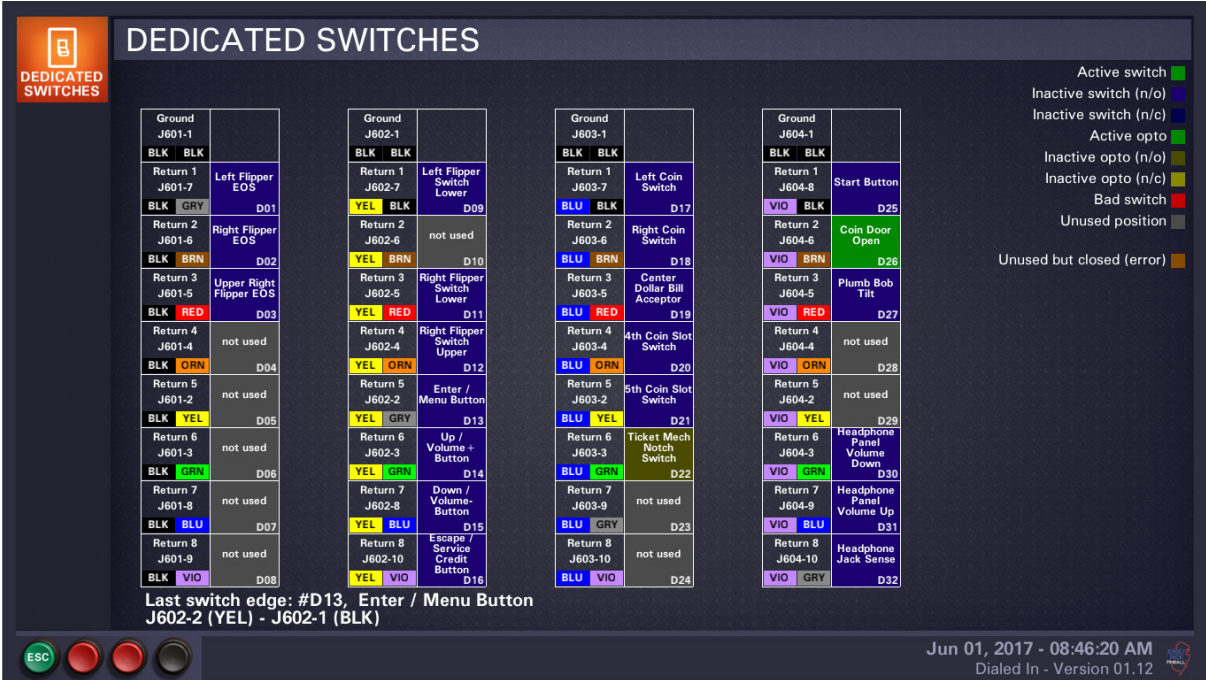 DEDICATED SWITCHES
DEDICATED
SWITCHES
Active switch
Inactive switch (n/o)
Inactive switch (n/c)
Active opto
Inactive opto (n/o)
Inactive opto (n/c)
Bad switch
Unused position
Unused but closed (error)
Ground
J601-1
BLK BLK
Return 1
J601-7
BLK GRY
Left Flipper
EOS
D01
Return 2
J601-6
BLK BRN
Right Flipper
EOS
D02
Return 3
J601-5
BLK RED
Upper Right
Flipper EOS
D03
Return 4
J601-4
BLK ORN
not used
D04
Return 5
J601-2
BLK YEL
not used
D05
Return 6
J601-3
BLK GRN
not used
D06
Return 7
J601-8
BLK BLU
not used
D07
Return 8
J601-9
BLK VIO
not used
D08
Ground
J602-1
BLK BLK
Return 1
J602-7
YEL BLK
Left Flipper
Switch
Lower
D09
Return 2
J602-6
YEL BRN
not used
D10
Return 3
J602-5
YEL RED
Right Flipper
Switch
Lower
D11
Return 4
J602-4
YEL ORN
Right Flipper
Switch
Upper
D12
Return 5
J602-2
YEL GRY
Enter /
Menu Button
D13
Return 6
J602-3
YEL GRN
Up /
Volume +
Button
D14
Return 7
J602-8
YEL BLU
Down /
Volume-
Button
D15
Return 8
J602-10
YEL VIO
Escape /
Service
Credit
Button
D16
Ground
J603-1
BLK BLK
Return 1
J603-7
BLU BLK
Left Coin
Switch
D17
Return 2
J603-6
BLU BRN
Right Coin
Switch
D18
Return 3
J603-5
BLU RED
Center
Dollar Bill
Acceptor
D19
Return 4
J603-4
BLU ORN
4th Coin Slot
Switch
D20
Return 5
J603-2
BLU YEL
5th Coin Slot
Switch
D21
Return 6
J603-3
BLU GRN
Ticket Mech
Notch
Switch
D22
Return 7
J603-9
BLU GRY
not used
D23
Return 8
J603-10
BLU VIO
not used
D24
Ground
J604-1
BLK BLK
Return 1
J604-8
VIO BLK
Start Button
D25
Return 2
J604-6
VIO BRN
Coin Door
Open
D26
Return 3
J604-5
VIO RED
Plumb Bob
Tilt
D27
Return 4
J604-4
VIO ORN
not used
D28
Return 5
J604-2
VIO YEL
not used
D29
Return 6
J604-3
VIO GRN
Headphone
Panel
Volume
Down
D30
Return 7
J604-9
VIO BLU
Headphone
Panel
Volume Up
D31
Return 8
J604-10
VIO GRY
Headphone
Jack Sense
D32
Last switch edge: #D13, Enter / Menu Button
J602-2 (YEL) - J602-1 (BLK)
ESC
Jun 01, 2017 - 08:46:20 AM
Dialed In - Version 01.12
JERSEY
JACK
PINBALL